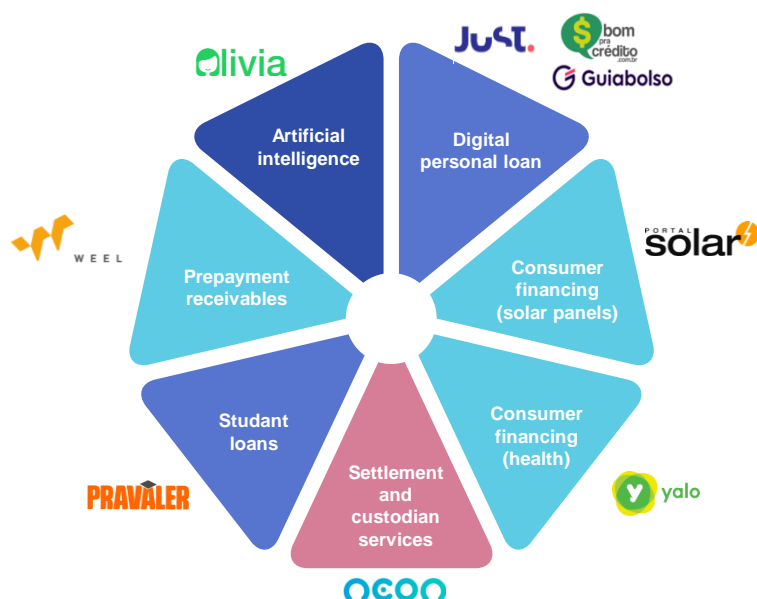 Olivia
JUST.
bom
pra
crédito
.com.br
Guiabolso
Artificial
intelligence
Digital
personal loan
WEEL
PORTAL
solar
Prepayment
receivables
Consumer
financing
(solar panels)
Studant
loans
Consumer
financing
(health)
Settlement
and
custodian
services
PRAVALER
yalo